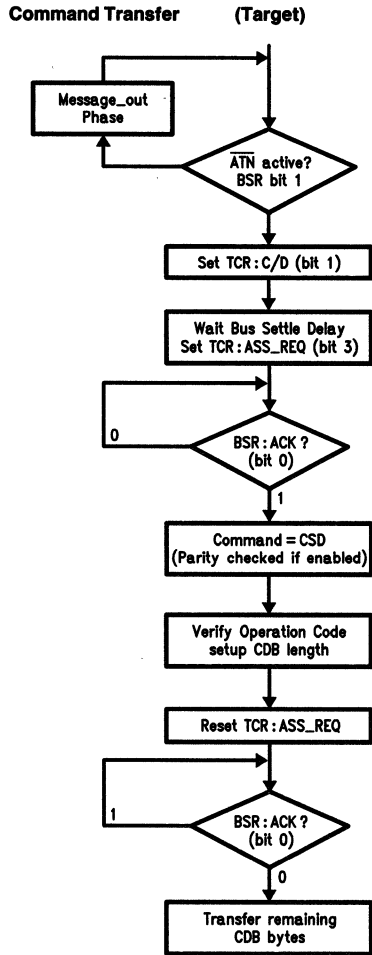 Command Transfer (Target)
Message_out
Phase
A̅T̅N̅ active?
BSR bit 1
Set TCR:C/D (bit 1)
Wait Bus Settle Delay
Set TCR:ASS_REQ (bit 3)
0
BSR:ACK?
(bit 0)
1
Command=CSD
(Parity checked if enabled)
Verify Operation Code
setup CDB length
Reset TCR:ASS_REQ
1
BSR:ACK?
(bit 0)
0
Transfer remaining
CDB bytes